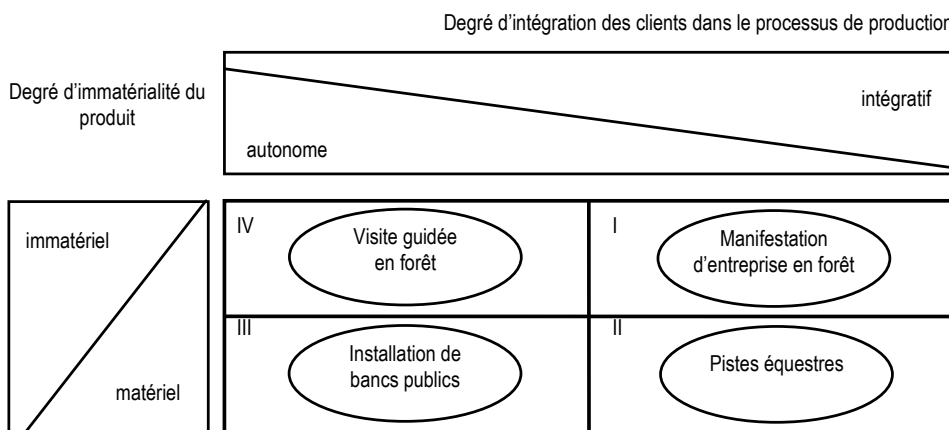 Degré d’intégration des clients dans le processus de production
Degré d’immatérialité du
produit
intégratif
autonome
immatériel
matériel
IV
Visite guidée
en forêt
I
Manifestation
d’entreprise en forêt
III
Installation de
bancs publics
II
Pistes équestres